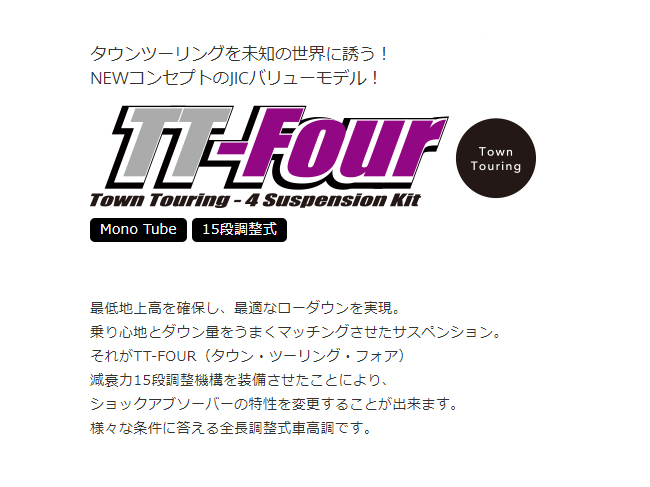 タウンツーリングを未知の世界に誘う！
NEWコンセプトのJICバリューモデル！
TT-Four
Town Touring - 4 Suspension Kit
Town
Touring
Mono Tube
15段調整式
最低地上高を確保し、最適なローダウンを実現。
乗り心地とダウン量をうまくマッチングさせたサスペンション。
それがTT-FOUR（タウン・ツーリング・フォア）
減衰力15段調整機構を装備させたことにより、
ショックアブソーバーの特性を変更することが出来ます。
様々な条件に答える全長調整式車高調です。